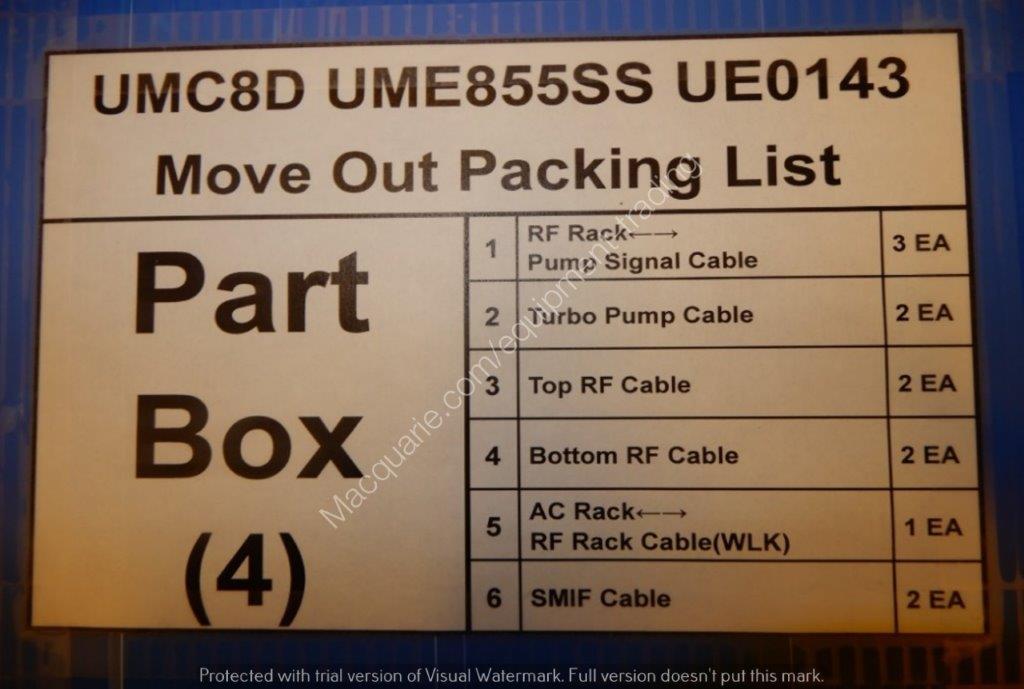 UMC8D UME855SS UE0143
Move Out Packing List
Part
Box
(4)
1 RF Rack←→
Pump Signal Cable 3 EA
2 Turbo Pump Cable 2 EA
3 Top RF Cable 2 EA
4 Bottom RF Cable 2 EA
5 AC Rack←→
RF Rack Cable(WLK) 1 EA
6 SMIF Cable 2 EA
Macquarie.com/equipment-trading
Protected with trial version of Visual Watermark. Full version doesn't put this mark.